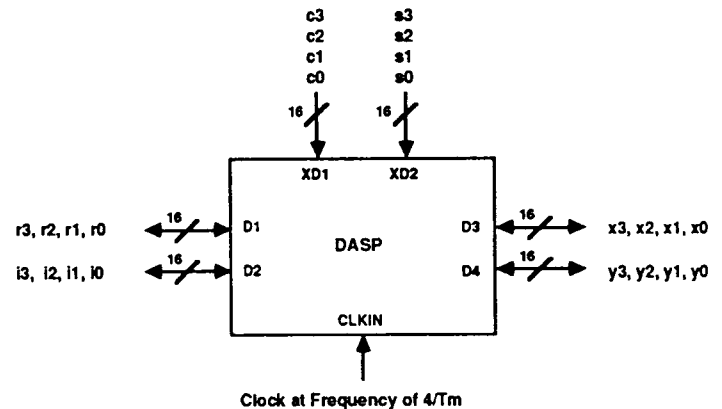 c3 s3
c2 s2
c1 s1
c0 s0
16 16
XD1 XD2
r3, r2, r1, r0 16 D1 D3 16 x3, x2, x1, x0
DASP
i3, i2, i1, i0 16 D2 D4 16 y3, y2, y1, y0
CLKIN
Clock at Frequency of 4/Tm